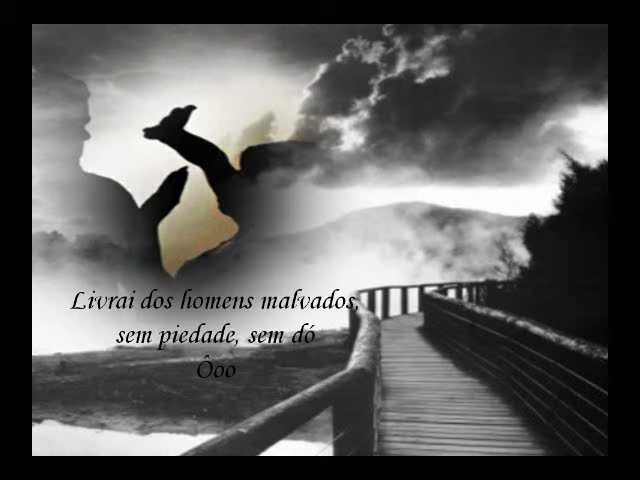 Livrai dos homens malvados,
sem piedade, sem dó
Ôoo